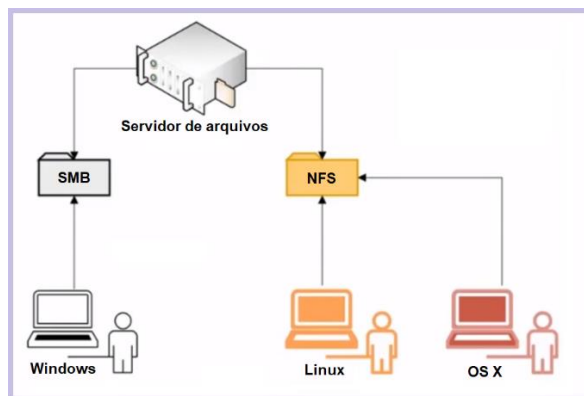 Servidor de arquivos
SMB
NFS
Windows
Linux
OS X